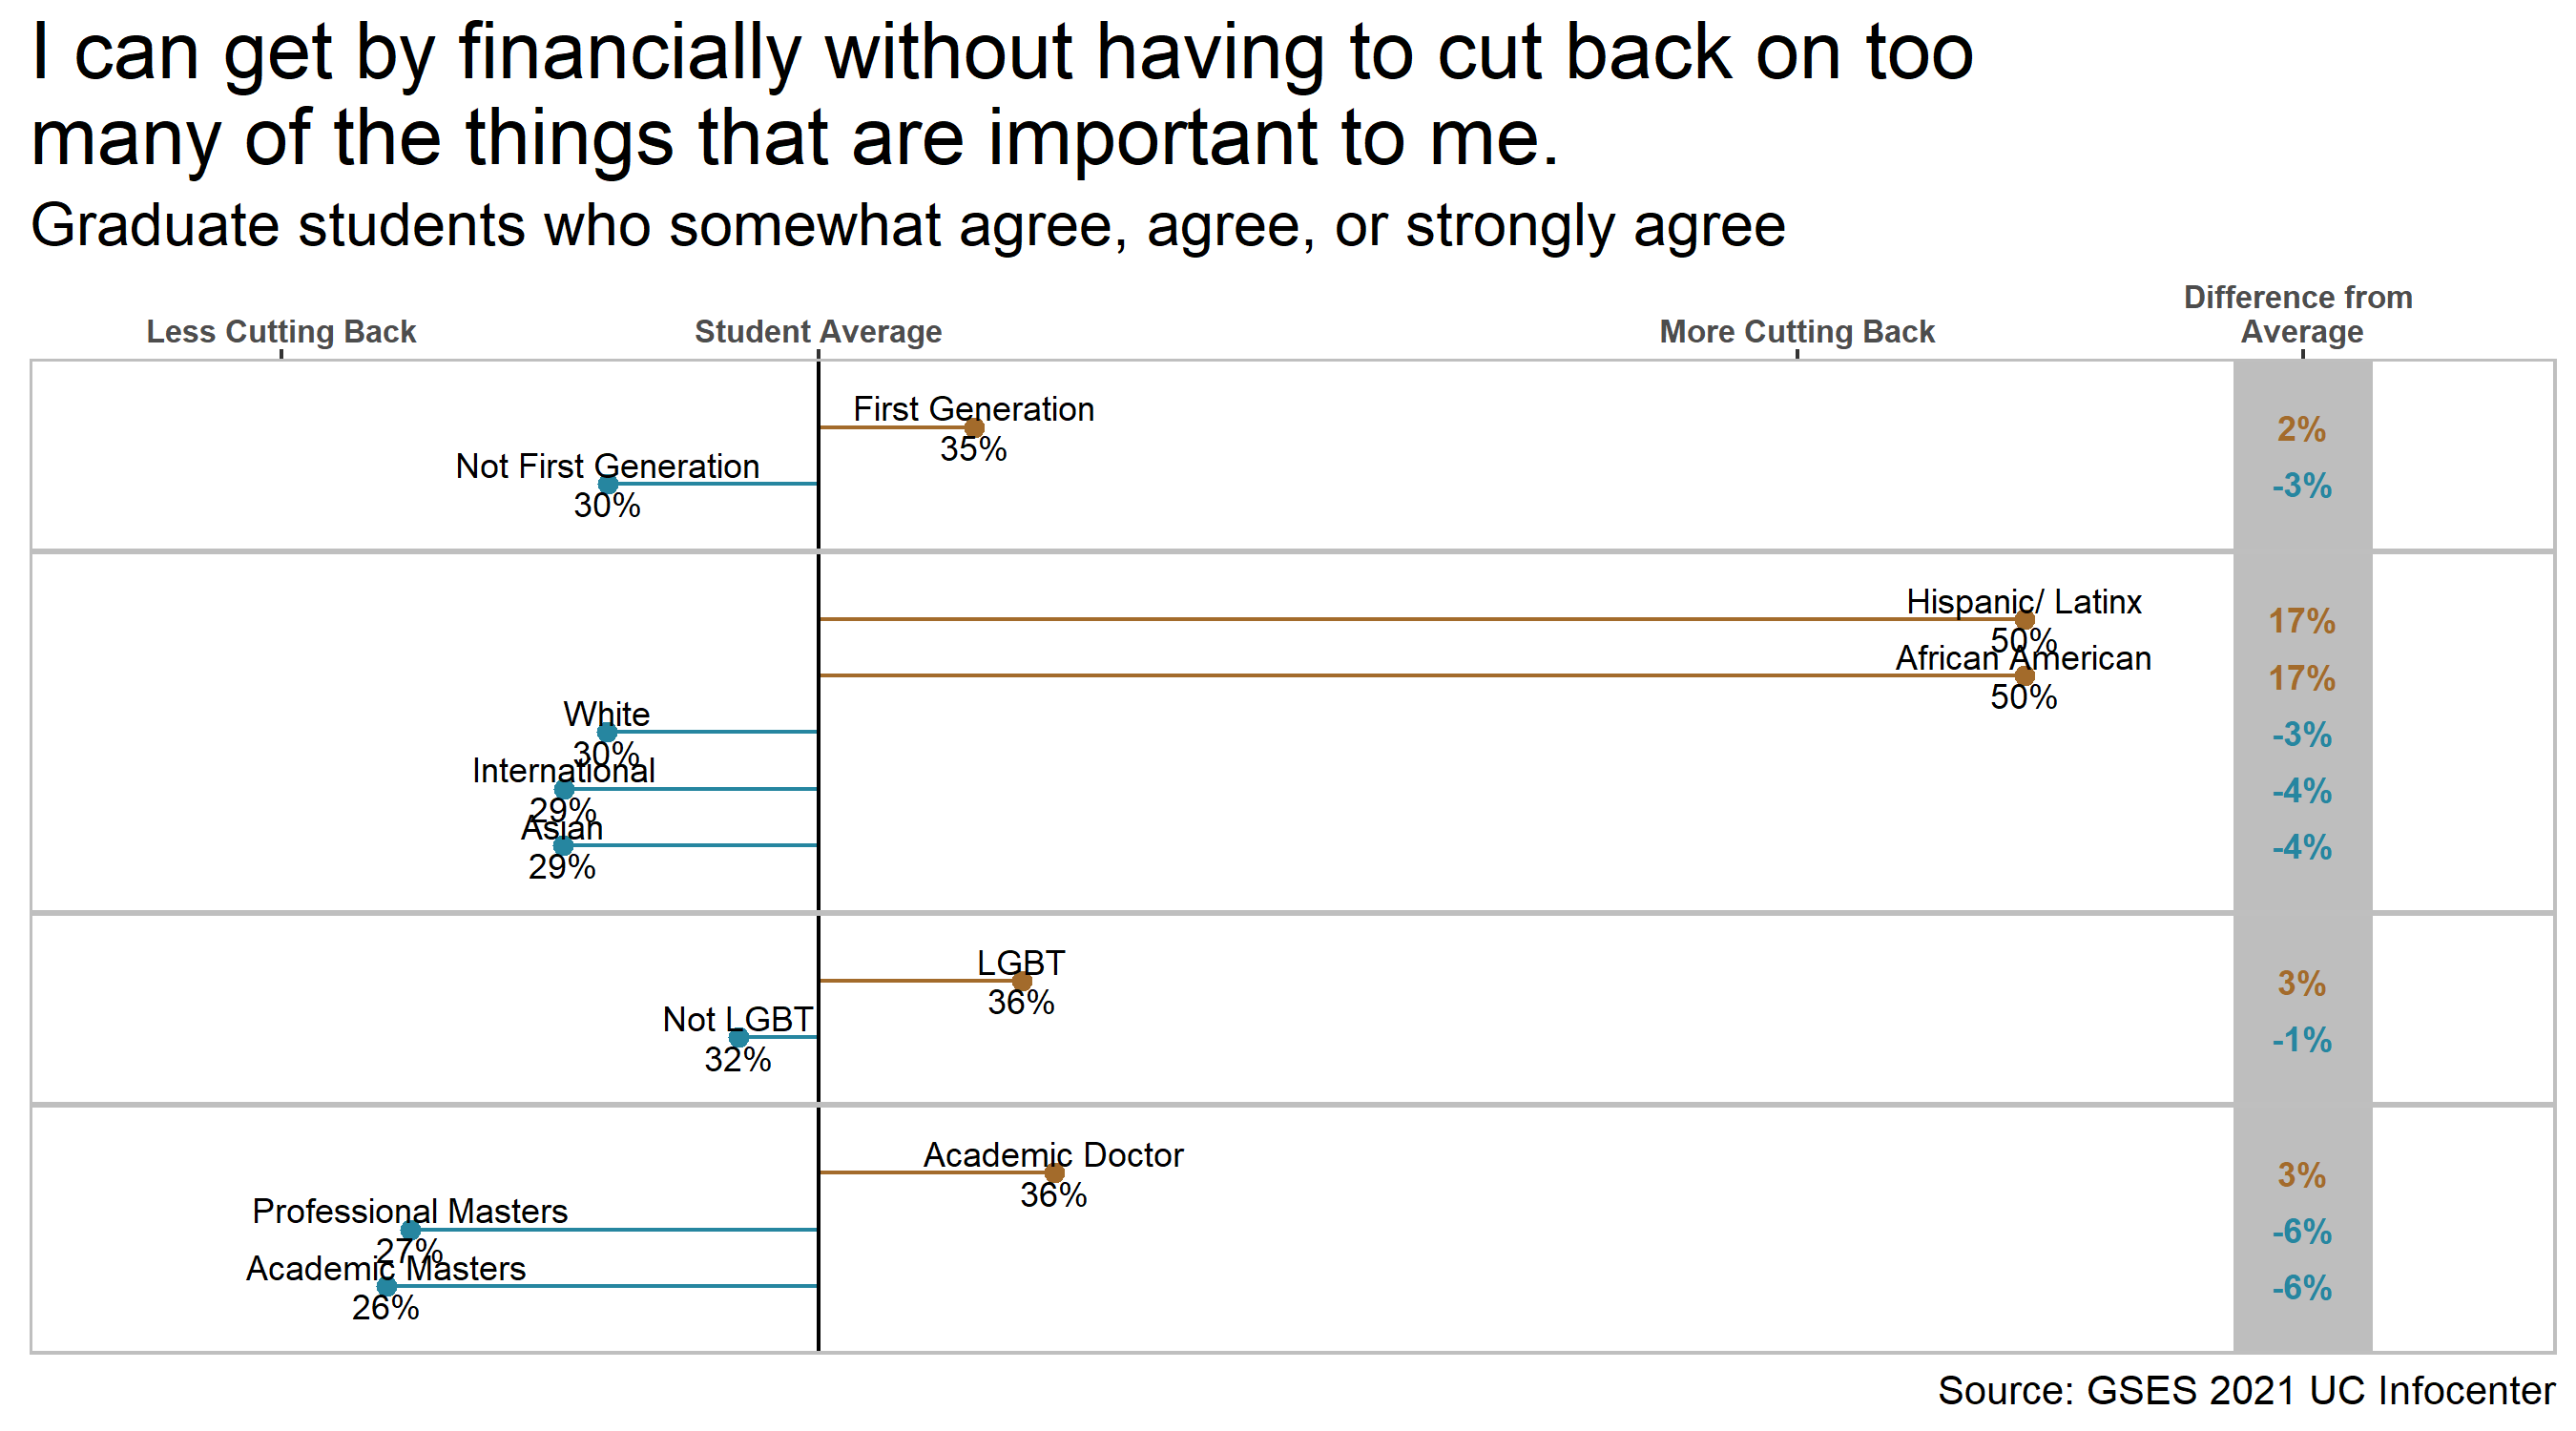 I can get by financially without having to cut back on too
many of the things that are important to me.
Graduate students who somewhat agree, agree, or strongly agree
Less Cutting Back
Student Average
More Cutting Back
Difference from
Average
First Generation
35%
2%
Not First Generation
30%
-3%
Hispanic/ Latinx
50%
17%
African American
50%
17%
White
30%
-3%
International
29%
-4%
Asian
29%
-4%
LGBT
36%
3%
Not LGBT
32%
-1%
Academic Doctor
36%
3%
Professional Masters
27%
-6%
Academic Masters
26%
-6%
Source: GSES 2021 UC Infocenter